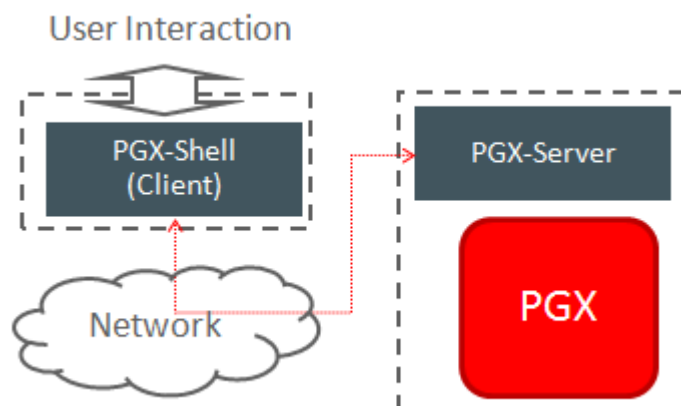 User Interaction
PGX-Shell
(Client)
PGX-Server
Network
PGX